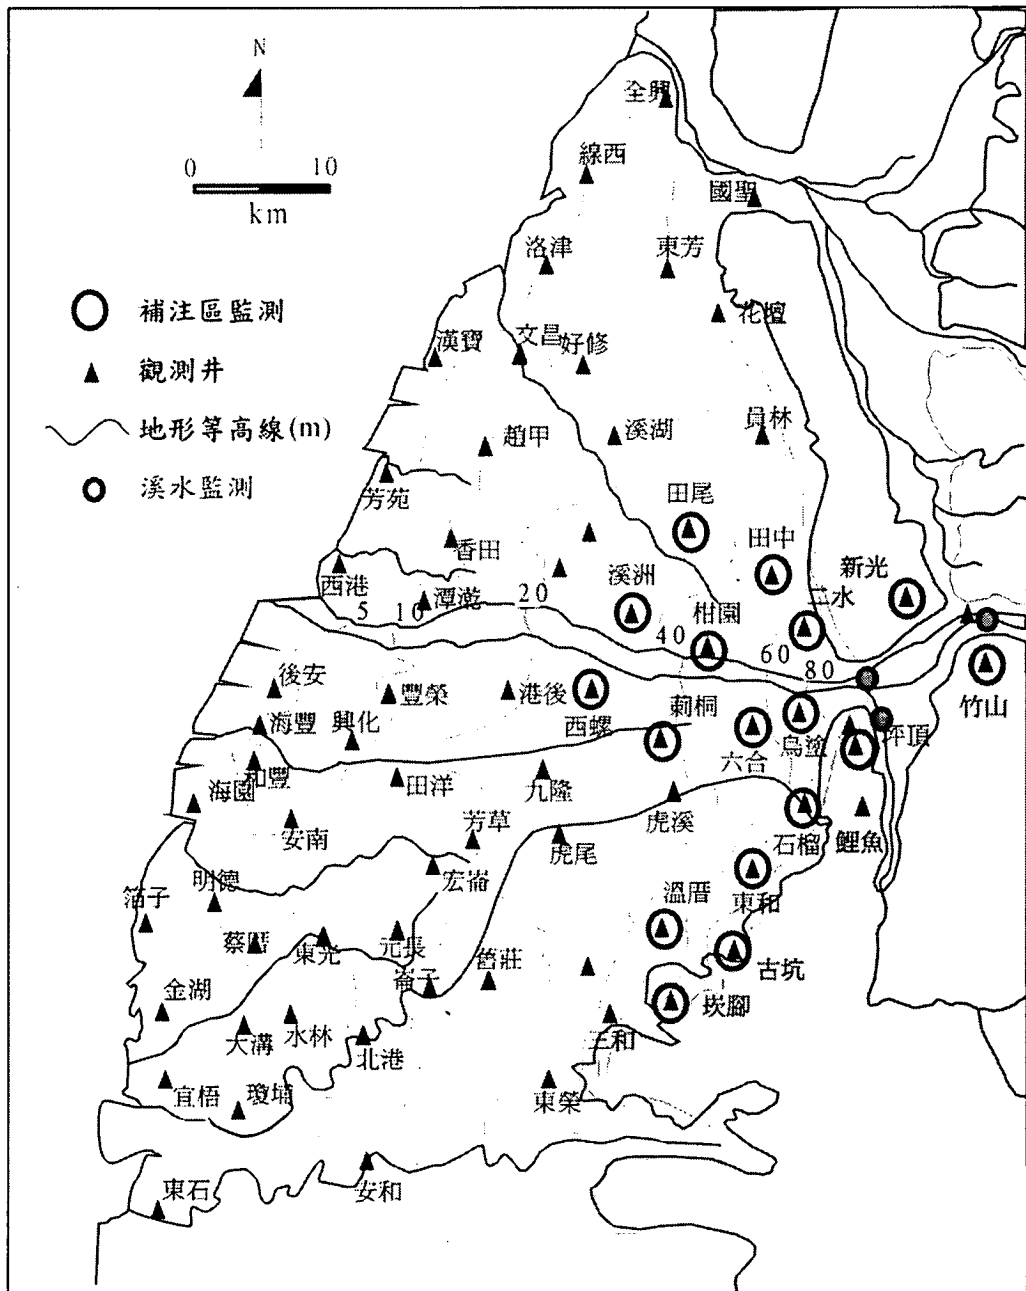 N
0 10
km
補注區監測
觀測井
地形等高線(m)
溪水監測
全興
線西
國聖
洛津
東芳
花壇
漢寶
文昌
好修
員林
趙甲
溪湖
芳苑
田尾
香田
田中
西港
溪洲
新光
潭墘
二水
柑園
5 10 20 40 60 80
後安
豐榮
港後
莿桐
竹山
海豐
興化
西螺
烏塗
坪頂
六合
和豐
海園
田洋
九隆
安南
芳草
虎尾
虎溪
石榴
鯉魚
宏崙
明德
溫厝
東和
箔子
蔡厝
東光
元長
舊莊
古坑
崙子
金湖
崁腳
大溝
水林
北港
三和
宜梧
瓊埔
東榮
東石
安和